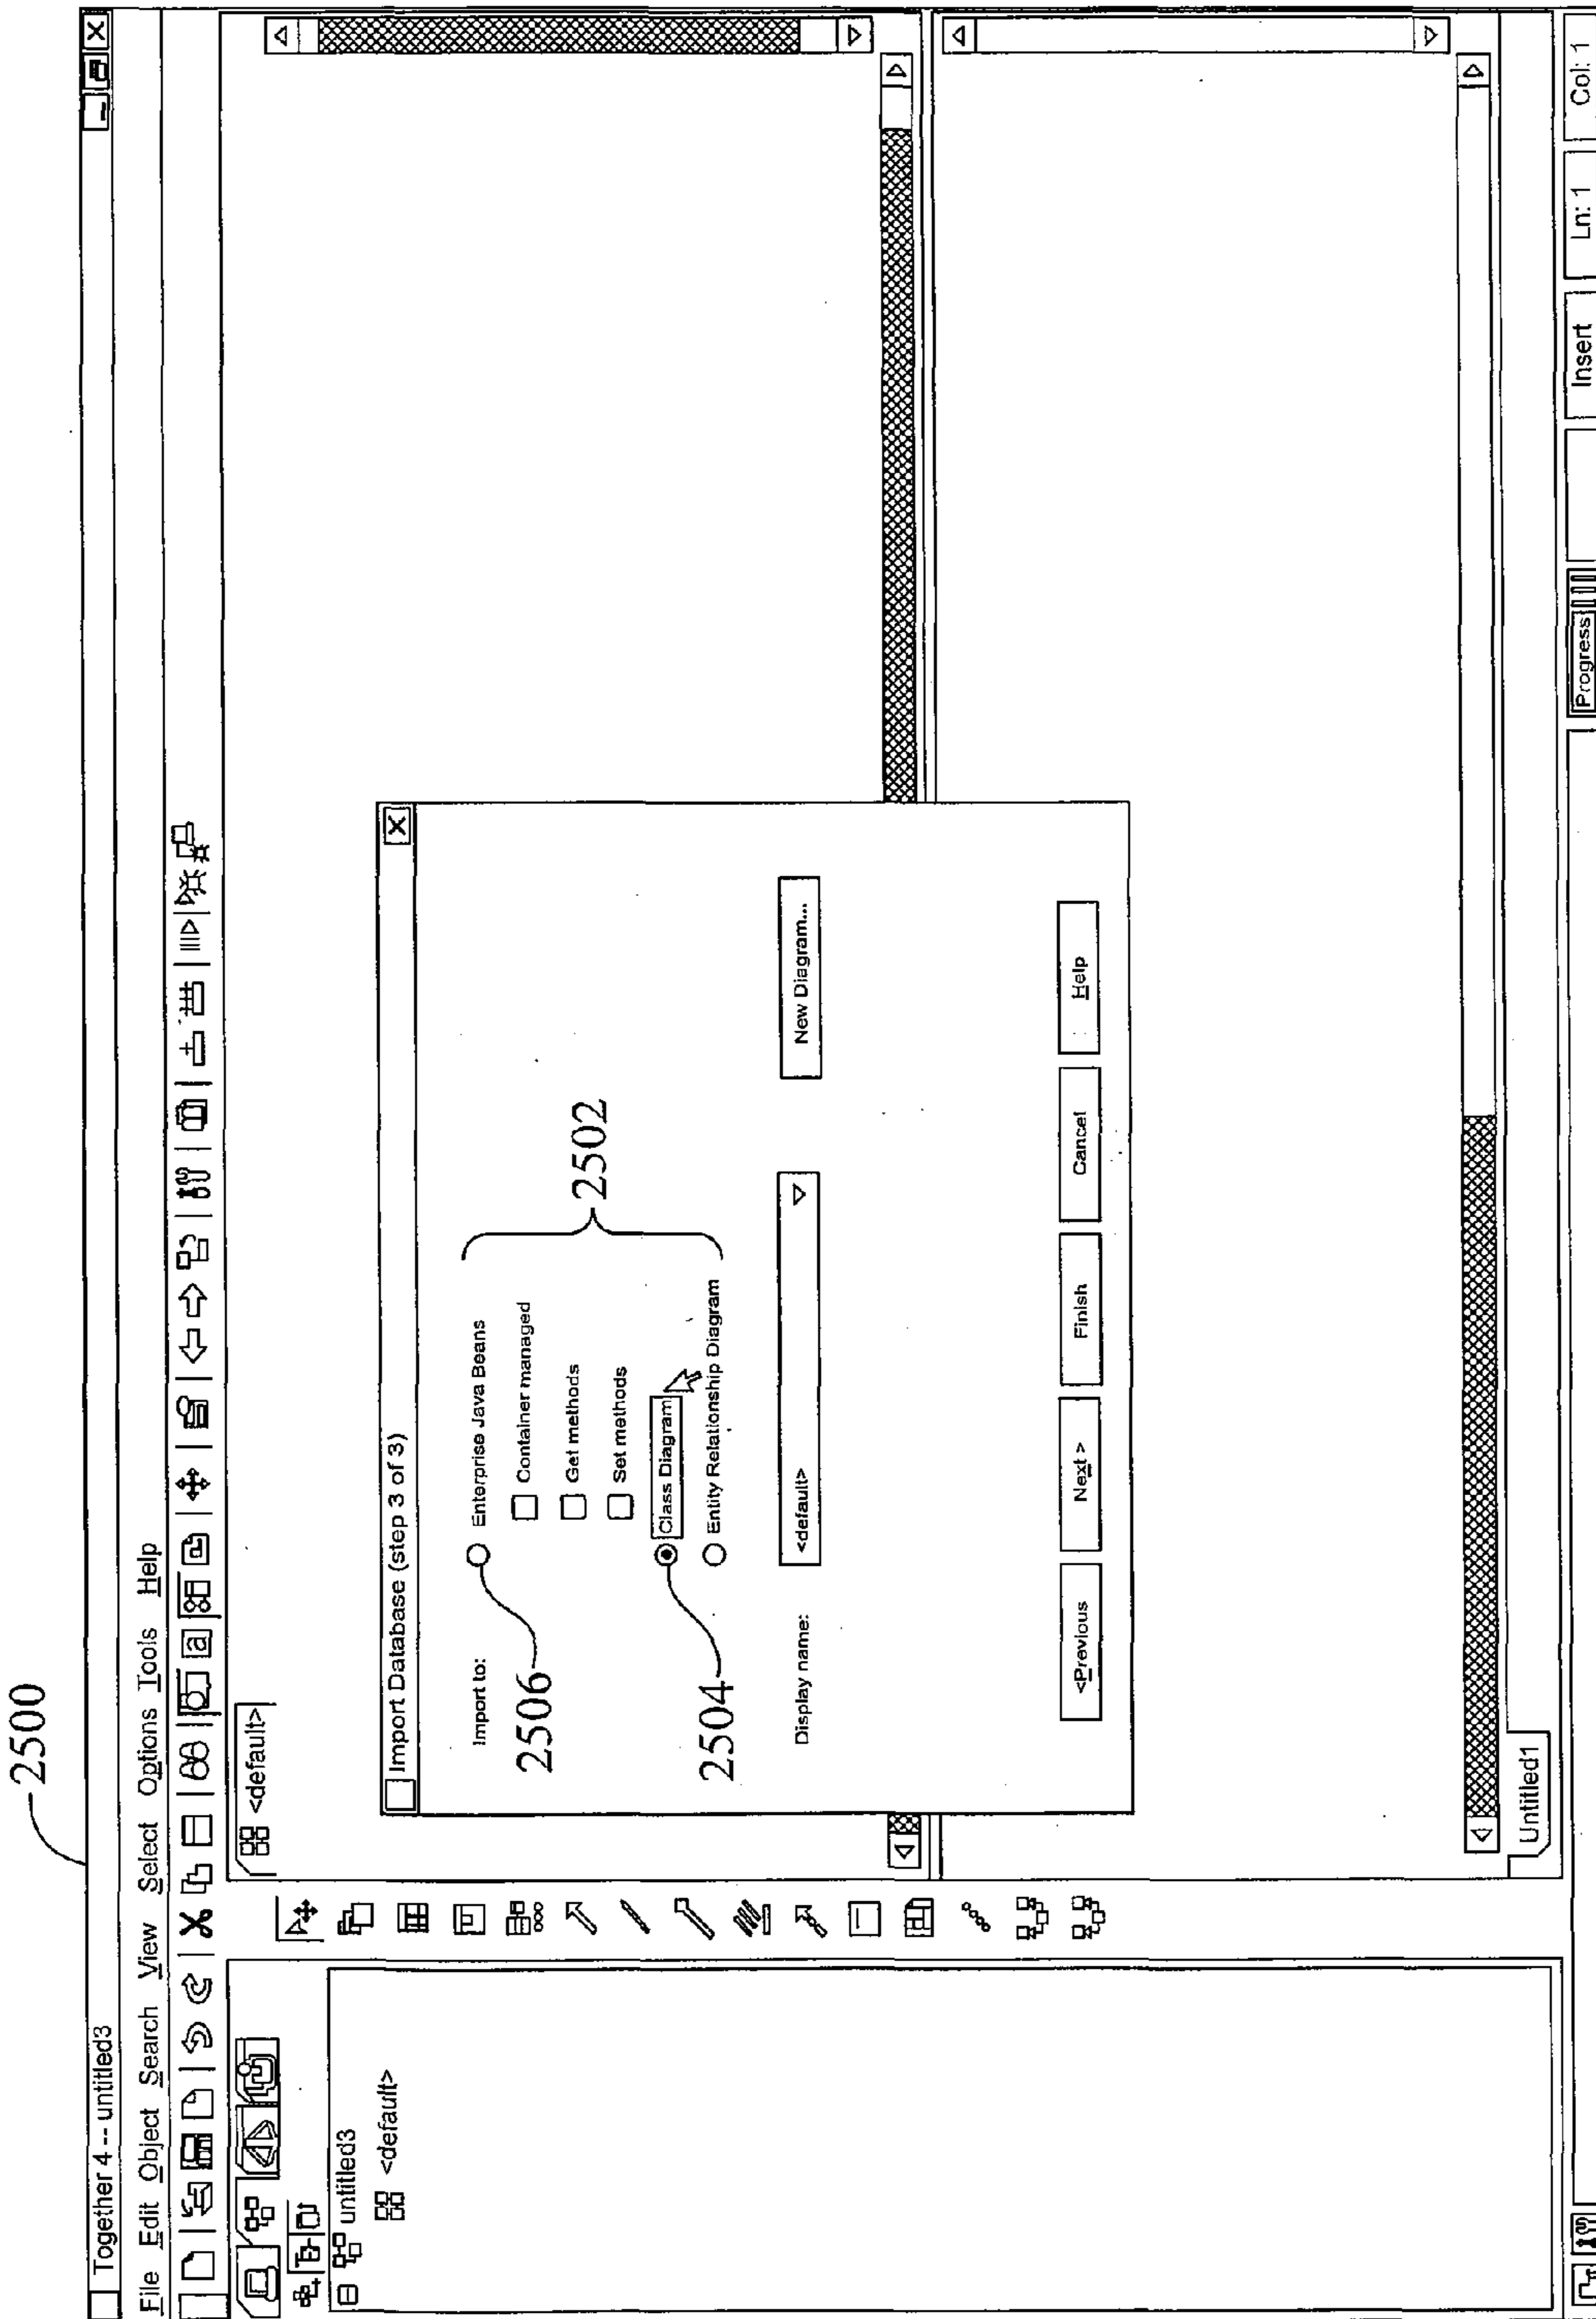 2500
Together 4 -- untitled3
File Edit Object Search View Select Options Tools Help
a
<default>
untitled3
<default>
Import Database (step 3 of 3)
Import to:
Enterprise Java Beans
2506
Container managed
Get methods
2502
Set methods
Class Diagram
2504
Entity Relationship Diagram
Display name:
<default>
New Diagram...
<Previous
Next >
Finish
Cancel
Help
Untitled1
Progress
Insert
Ln: 1
Col: 1